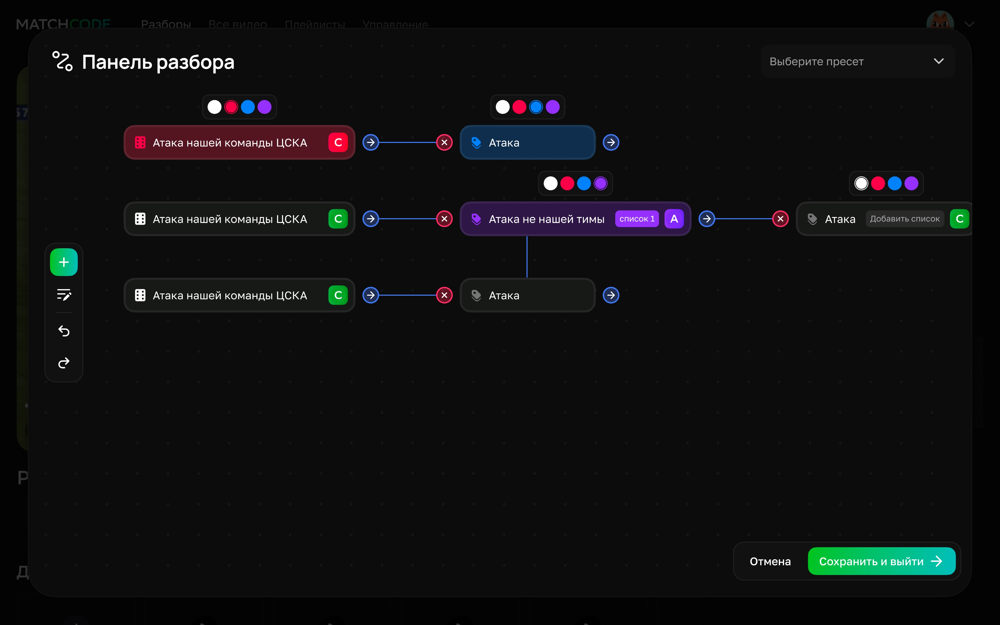 MATCHCODE
Разборы
Все видео
Плейлисты
Управление
Панель разбора
Выберите пресет
Атака нашей команды ЦСКА C
Атака
Атака нашей команды ЦСКА C
Атака не нашей тимы список 1 A
Атака Добавить список C
Атака нашей команды ЦСКА C
Атака
Отмена
Сохранить и выйти